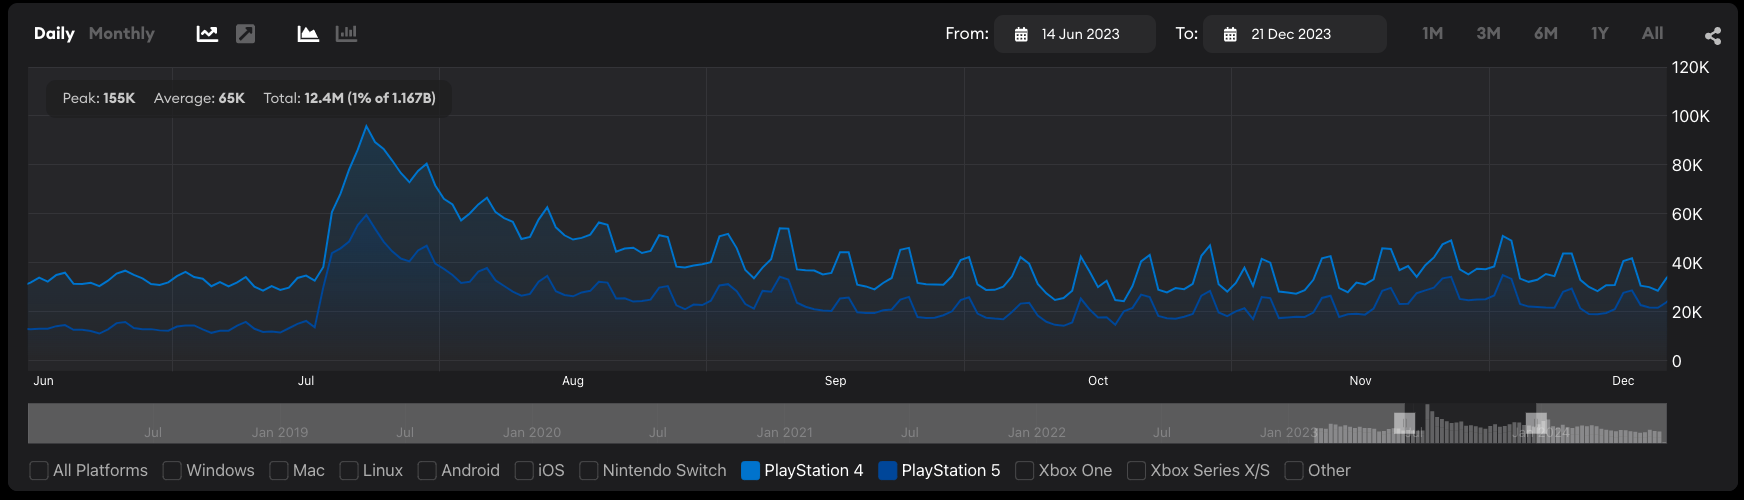 Daily Monthly From: 14 Jun 2023 To: 21 Dec 2023 1M 3M 6M 1Y All
Peak: 155K Average: 65K Total: 12.4M (1% of 1.167B)
120K
100K
80K
60K
40K
20K
0
Jun Jul Aug Sep Oct Nov Dec
Jul Jan 2019 Jul Jan 2020 Jul Jan 2021 Jul Jan 2022 Jul Jan 2023 Jul Jan 2024
All Platforms Windows Mac Linux Android iOS Nintendo Switch PlayStation 4 PlayStation 5 Xbox One Xbox Series X/S Other